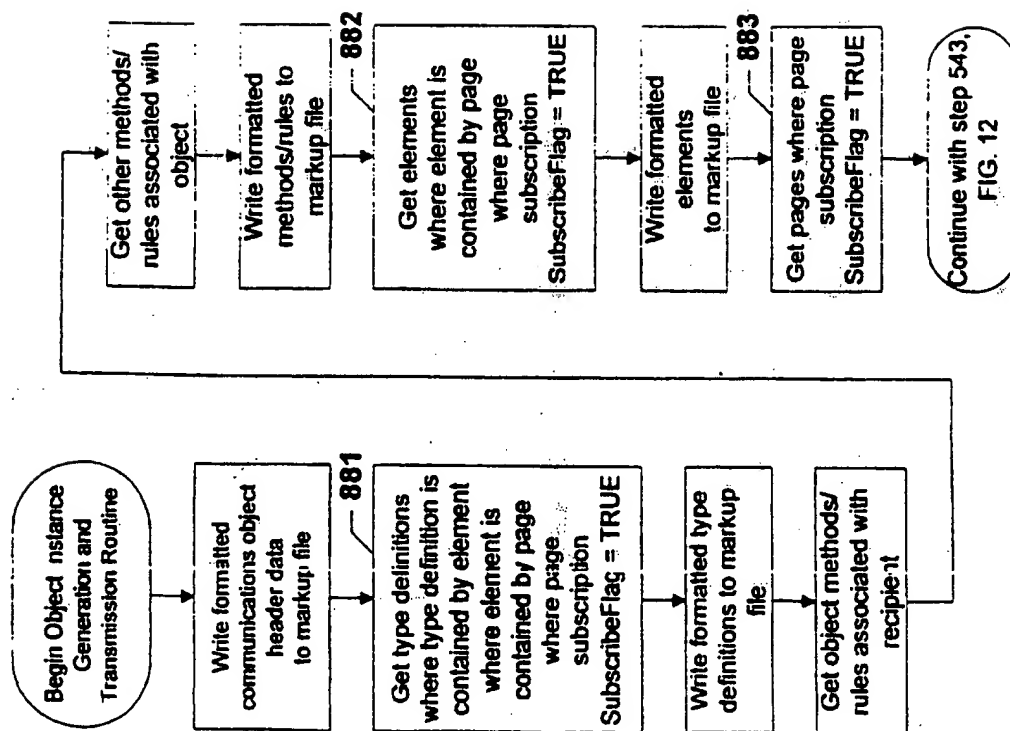 Begin Object nstance
Generation and
Transmission Routine
Write formatted
communications object
header data
to markup file
881
Get type definitions
where type definition is
contained by element
where element is
contained by page
where page
subscription
SubscribeFlag = TRUE
Write formatted type
definitions to markup
file
Get object methods/
rules associated with
recipient
Get other methods/
rules associated with
object
Write formatted
methods/rules to
markup file
882
Get elements
where element is
contained by page
where page
subscription
SubscribeFlag = TRUE
Write formatted
elements
to markup file
883
Get pages where page
subscription
SubscribeFlag = TRUE
Continue with step 543,
FIG. 12